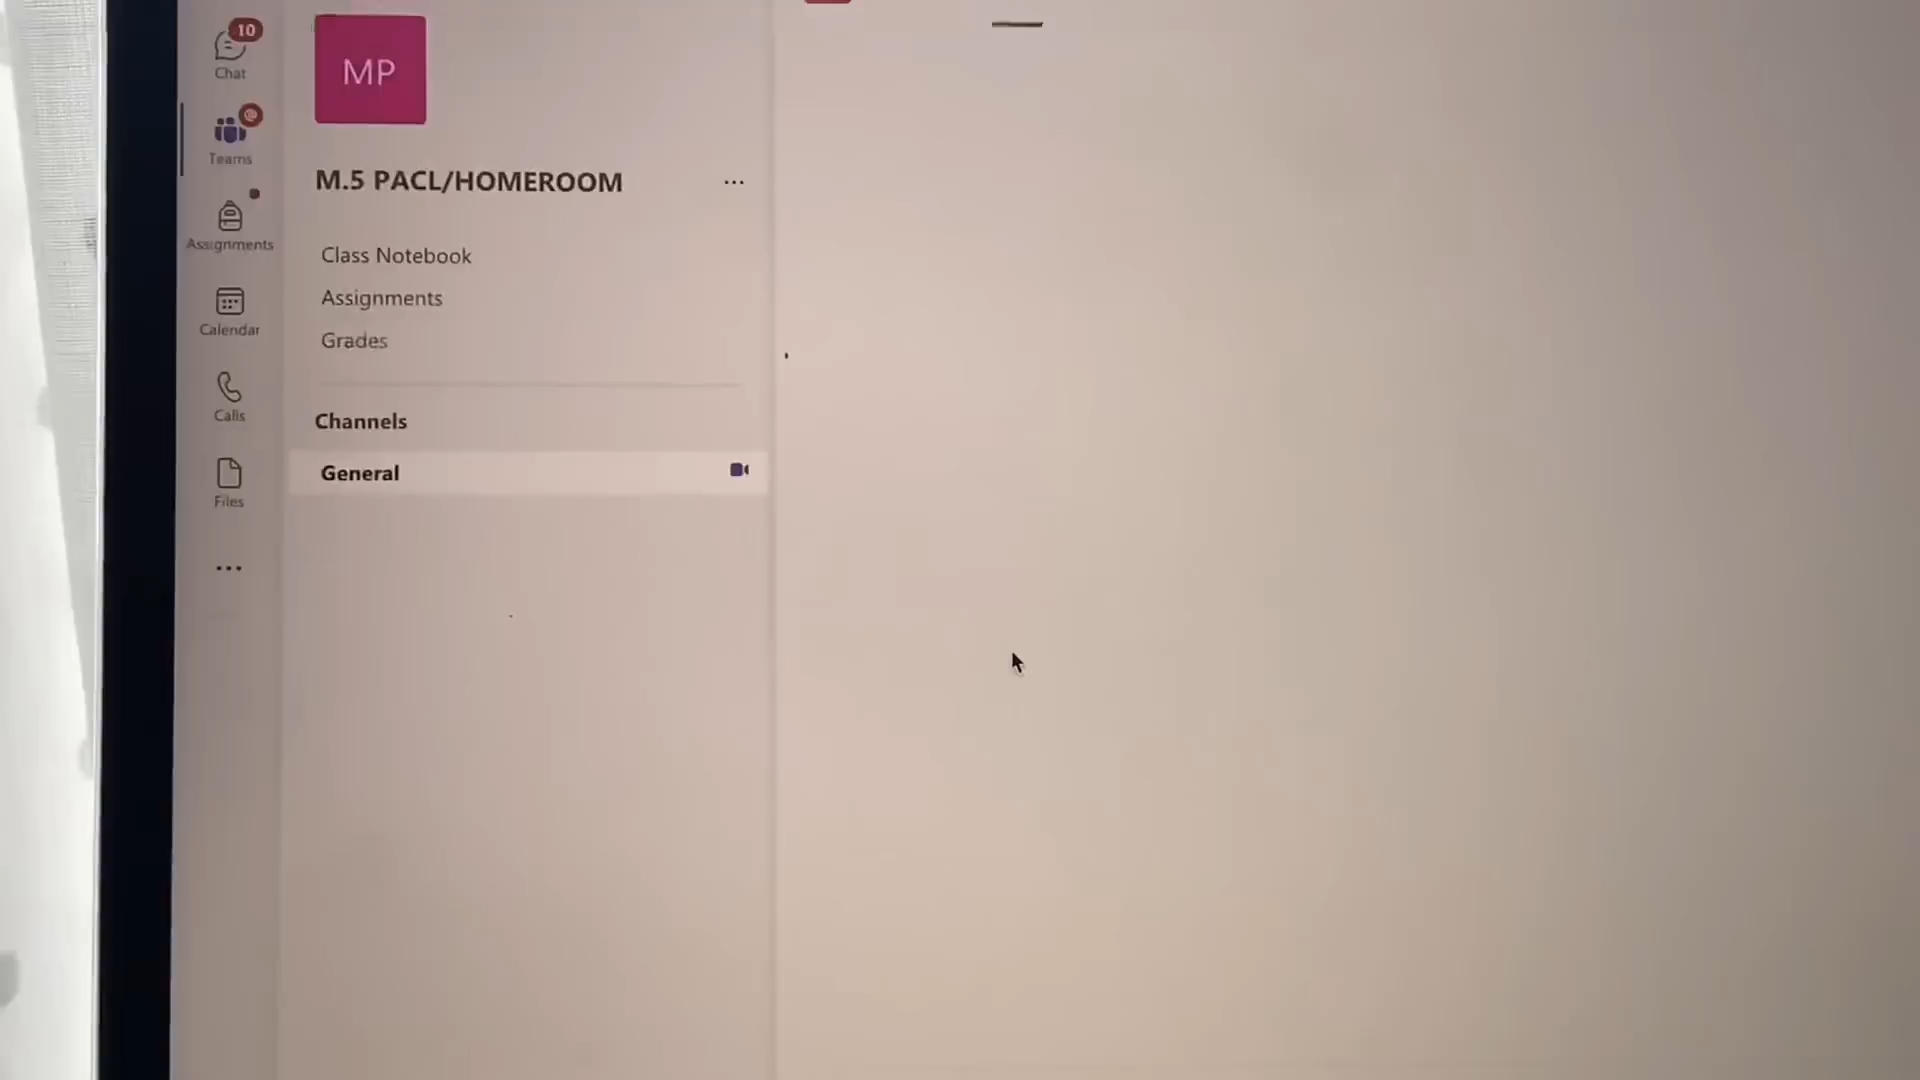 10
Chat
MP
Teams
M.5 PACL/HOMEROOM
...
Assignments
Class Notebook
Assignments
Grades
Calendar
Calls
Channels
General
Files
...